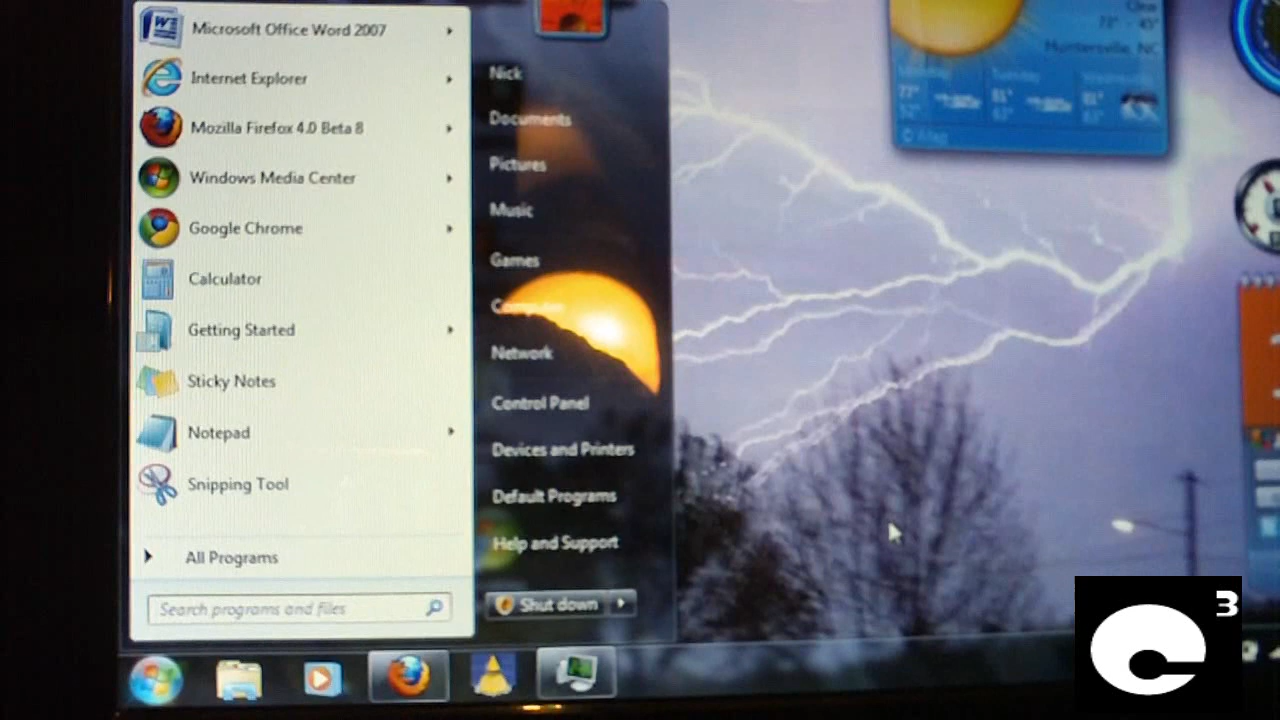 Microsoft Office Word 2007
Internet Explorer
Mozilla Firefox 4.0 Beta 8
Windows Media Center
Google Chrome
Calculator
Getting Started
Sticky Notes
Notepad
Snipping Tool
All Programs
Search programs and files
Nick
Documents
Pictures
Music
Games
Computer
Network
Control Panel
Devices and Printers
Default Programs
Help and Support
Shut down
Clear
Huntersville, NC
3